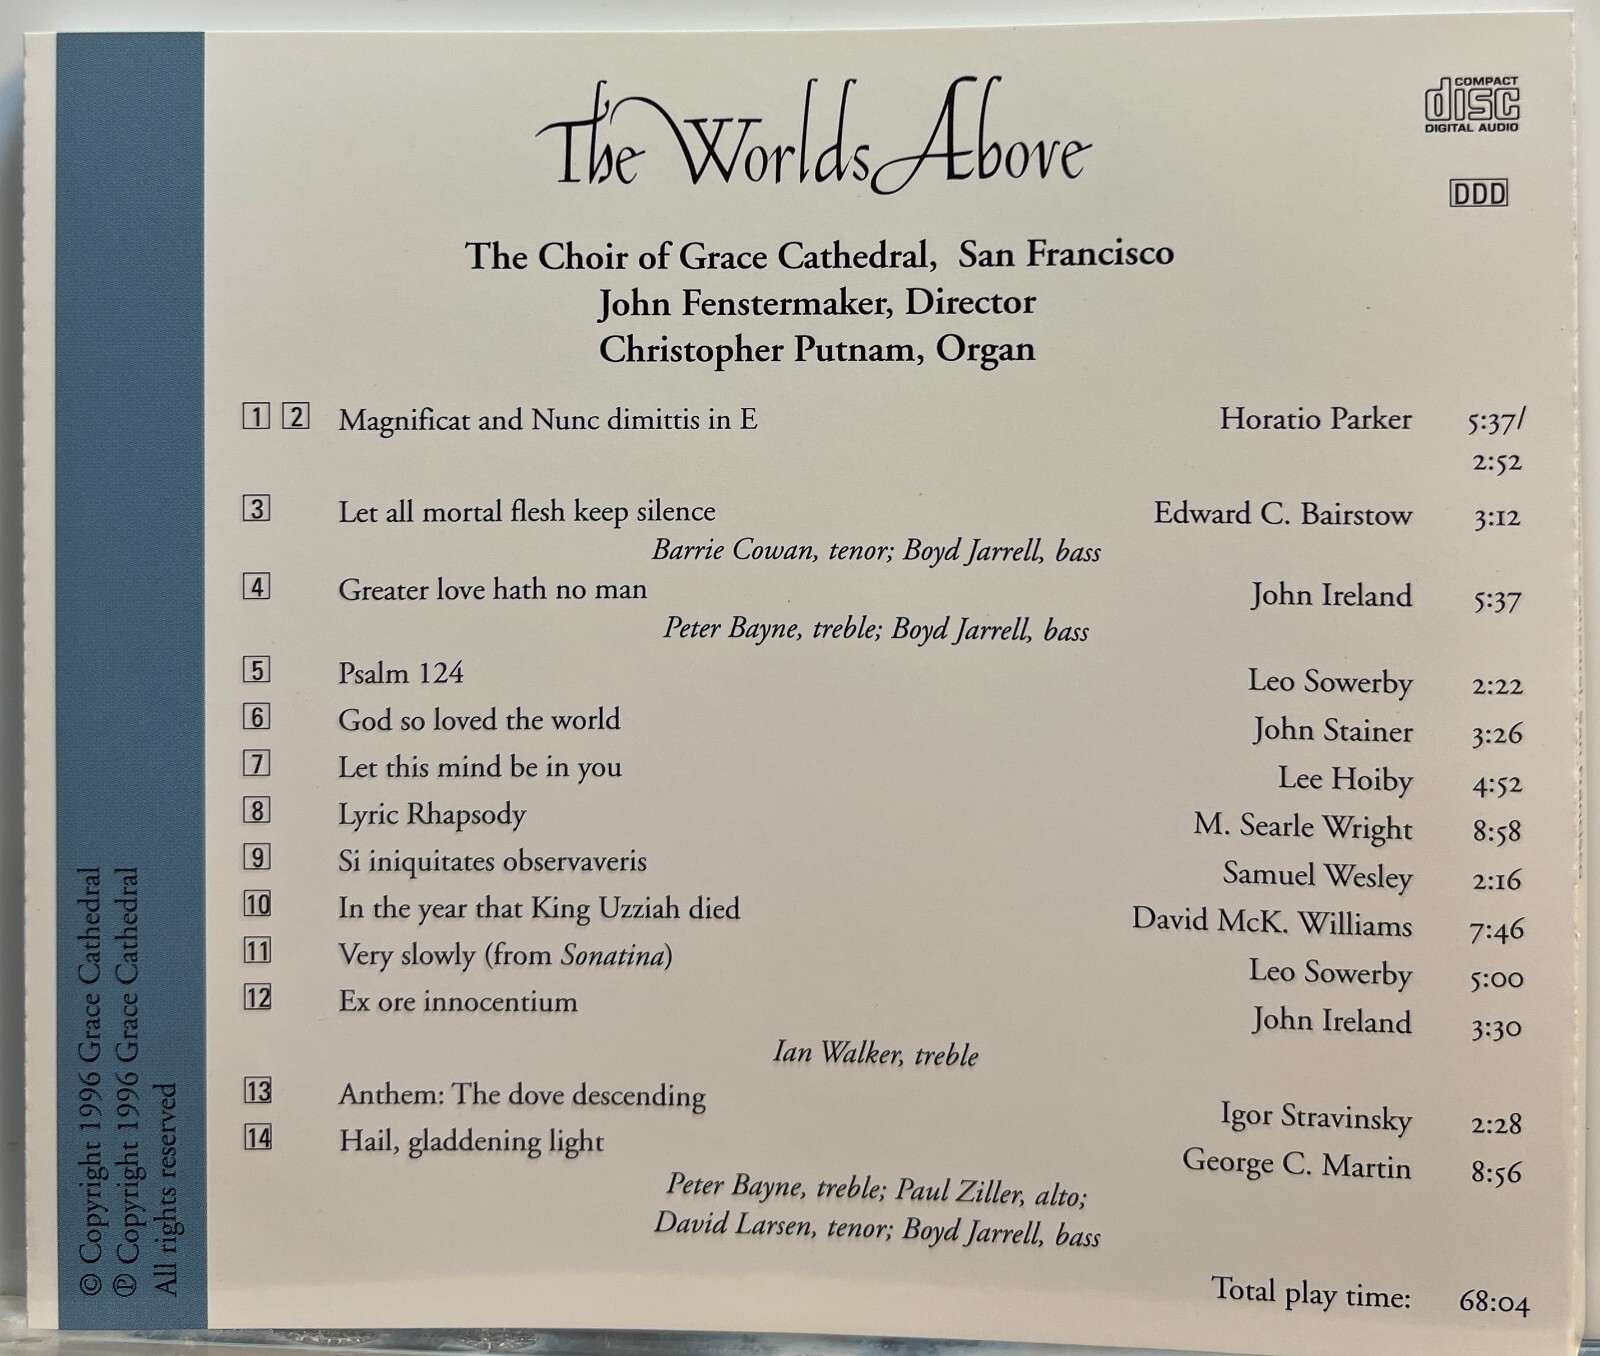 The Worlds Above
COMPACT
disc
DIGITAL AUDIO
DDD
The Choir of Grace Cathedral, San Francisco
John Fenstermaker, Director
Christopher Putnam, Organ
1 2 Magnificat and Nunc dimittis in E Horatio Parker 5:37/
2:52
3 Let all mortal flesh keep silence Edward C. Bairstow 3:12
Barrie Cowan, tenor; Boyd Jarrell, bass
4 Greater love hath no man John Ireland 5:37
Peter Bayne, treble; Boyd Jarrell, bass
5 Psalm 124 Leo Sowerby 2:22
6 God so loved the world John Stainer 3:26
7 Let this mind be in you Lee Hoiby 4:52
8 Lyric Rhapsody M. Searle Wright 8:58
9 Si iniquitates observaveris Samuel Wesley 2:16
10 In the year that King Uzziah died David McK. Williams 7:46
11 Very slowly (from Sonatina) Leo Sowerby 5:00
12 Ex ore innocentium John Ireland 3:30
Ian Walker, treble
13 Anthem: The dove descending Igor Stravinsky 2:28
14 Hail, gladdening light George C. Martin 8:56
Peter Bayne, treble; Paul Ziller, alto;
David Larsen, tenor; Boyd Jarrell, bass
Total play time: 68:04
© Copyright 1996 Grace Cathedral
℗ Copyright 1996 Grace Cathedral
All rights reserved